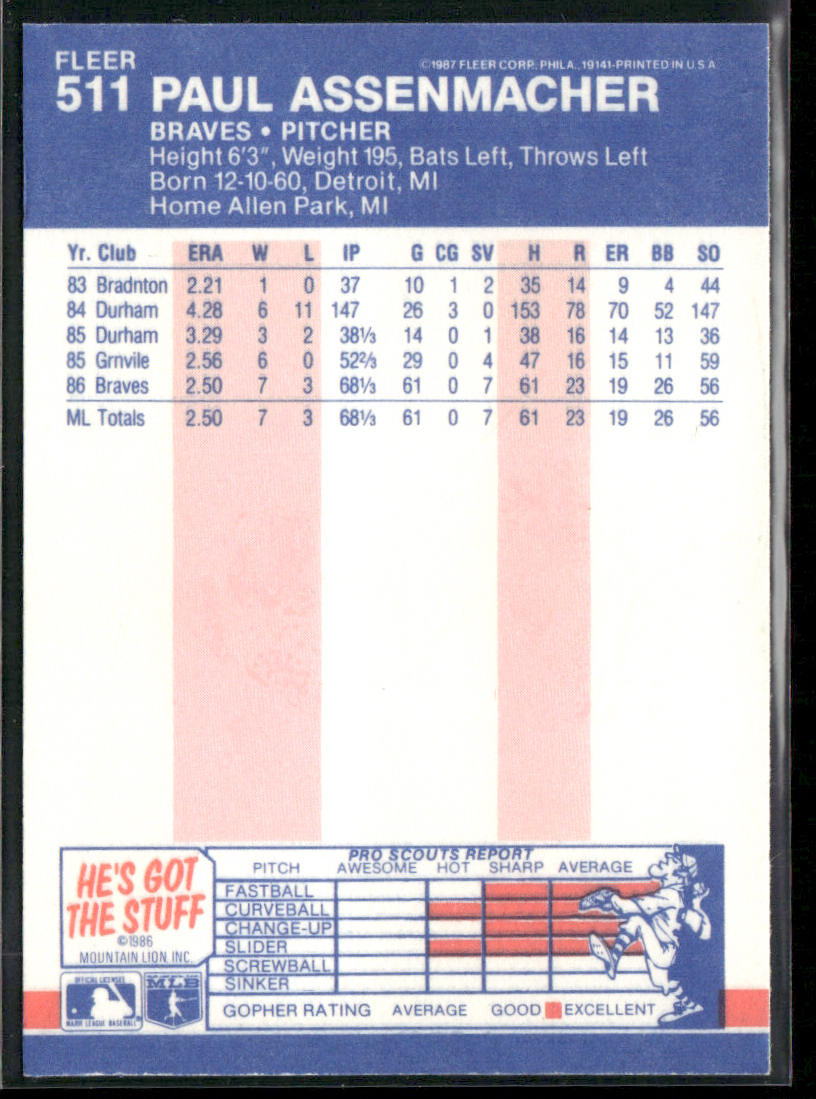 FLEER
©1987 FLEER CORP. PHILA., 19141-PRINTED IN U.S.A
511 PAUL ASSENMACHER
BRAVES • PITCHER
Height 6'3", Weight 195, Bats Left, Throws Left
Born 12-10-60, Detroit, MI
Home Allen Park, MI
Yr. Club ERA W L IP G CG SV H R ER BB SO
83 Bradnton 2.21 1 0 37 10 1 2 35 14 9 4 44
84 Durham 4.28 6 11 147 26 3 0 153 78 70 52 147
85 Durham 3.29 3 2 38⅓ 14 0 1 38 16 14 13 36
85 Grnvile 2.56 6 0 52⅔ 29 0 4 47 16 15 11 59
86 Braves 2.50 7 3 68⅓ 61 0 7 61 23 19 26 56
ML Totals 2.50 7 3 68⅓ 61 0 7 61 23 19 26 56
HE'S GOT
THE STUFF
©1986
MOUNTAIN LION, INC.
OFFICIAL LICENSEE
MAJOR LEAGUE BASEBALL
MLB
PRO SCOUTS REPORT
PITCH AWESOME HOT SHARP AVERAGE
FASTBALL
CURVEBALL
CHANGE-UP
SLIDER
SCREWBALL
SINKER
GOPHER RATING AVERAGE GOOD EXCELLENT